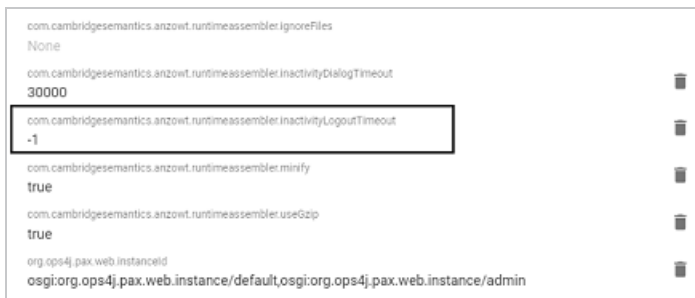 com.cambridgesemantics.anzowt.runtimeassembler.ignoreFiles
None
com.cambridgesemantics.anzowt.runtimeassembler.inactivityDialogTimeout
30000
com.cambridgesemantics.anzowt.runtimeassembler.inactivityLogoutTimeout
-1
com.cambridgesemantics.anzowt.runtimeassembler.minify
true
com.cambridgesemantics.anzowt.runtimeassembler.useGzip
true
org.ops4j.pax.web.instanceId
osgi:org.ops4j.pax.web.instance/default,osgi:org.ops4j.pax.web.instance/admin